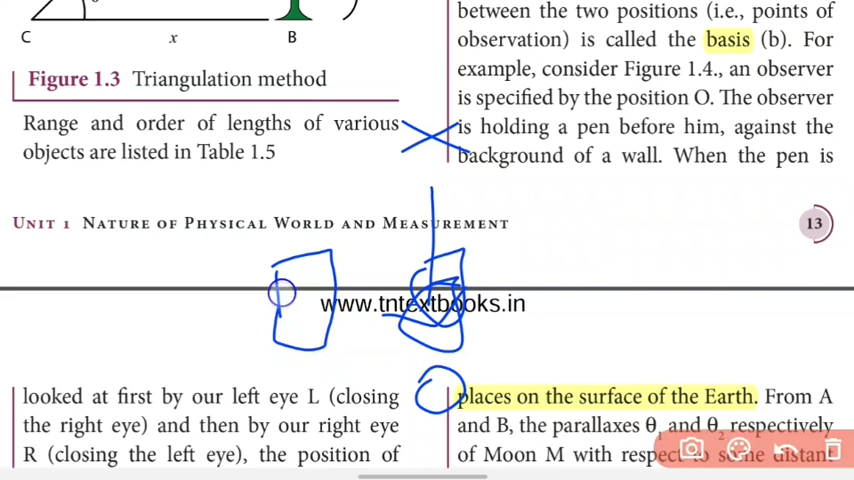 C x B
Figure 1.3 Triangulation method
Range and order of lengths of various
objects are listed in Table 1.5
between the two positions (i.e., points of
observation) is called the basis (b). For
example, consider Figure 1.4., an observer
is specified by the position O. The observer
is holding a pen before him, against the
background of a wall. When the pen is
UNIT 1 NATURE OF PHYSICAL WORLD AND MEASUREMENT
13
www.tntextbooks.in
looked at first by our left eye L (closing
the right eye) and then by our right eye
R (closing the left eye), the position of
places on the surface of the Earth. From A
and B, the parallaxes θ1 and θ2 respectively
of Moon M with respect to some distant